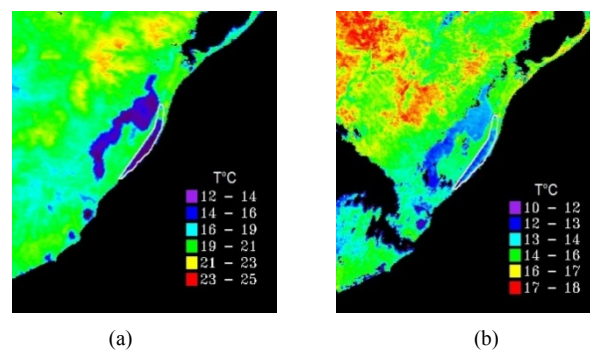 T°C
12 - 14
14 - 16
16 - 19
19 - 21
21 - 23
23 - 25
(a)
T°C
10 - 12
12 - 13
13 - 14
14 - 16
16 - 17
17 - 18
(b)